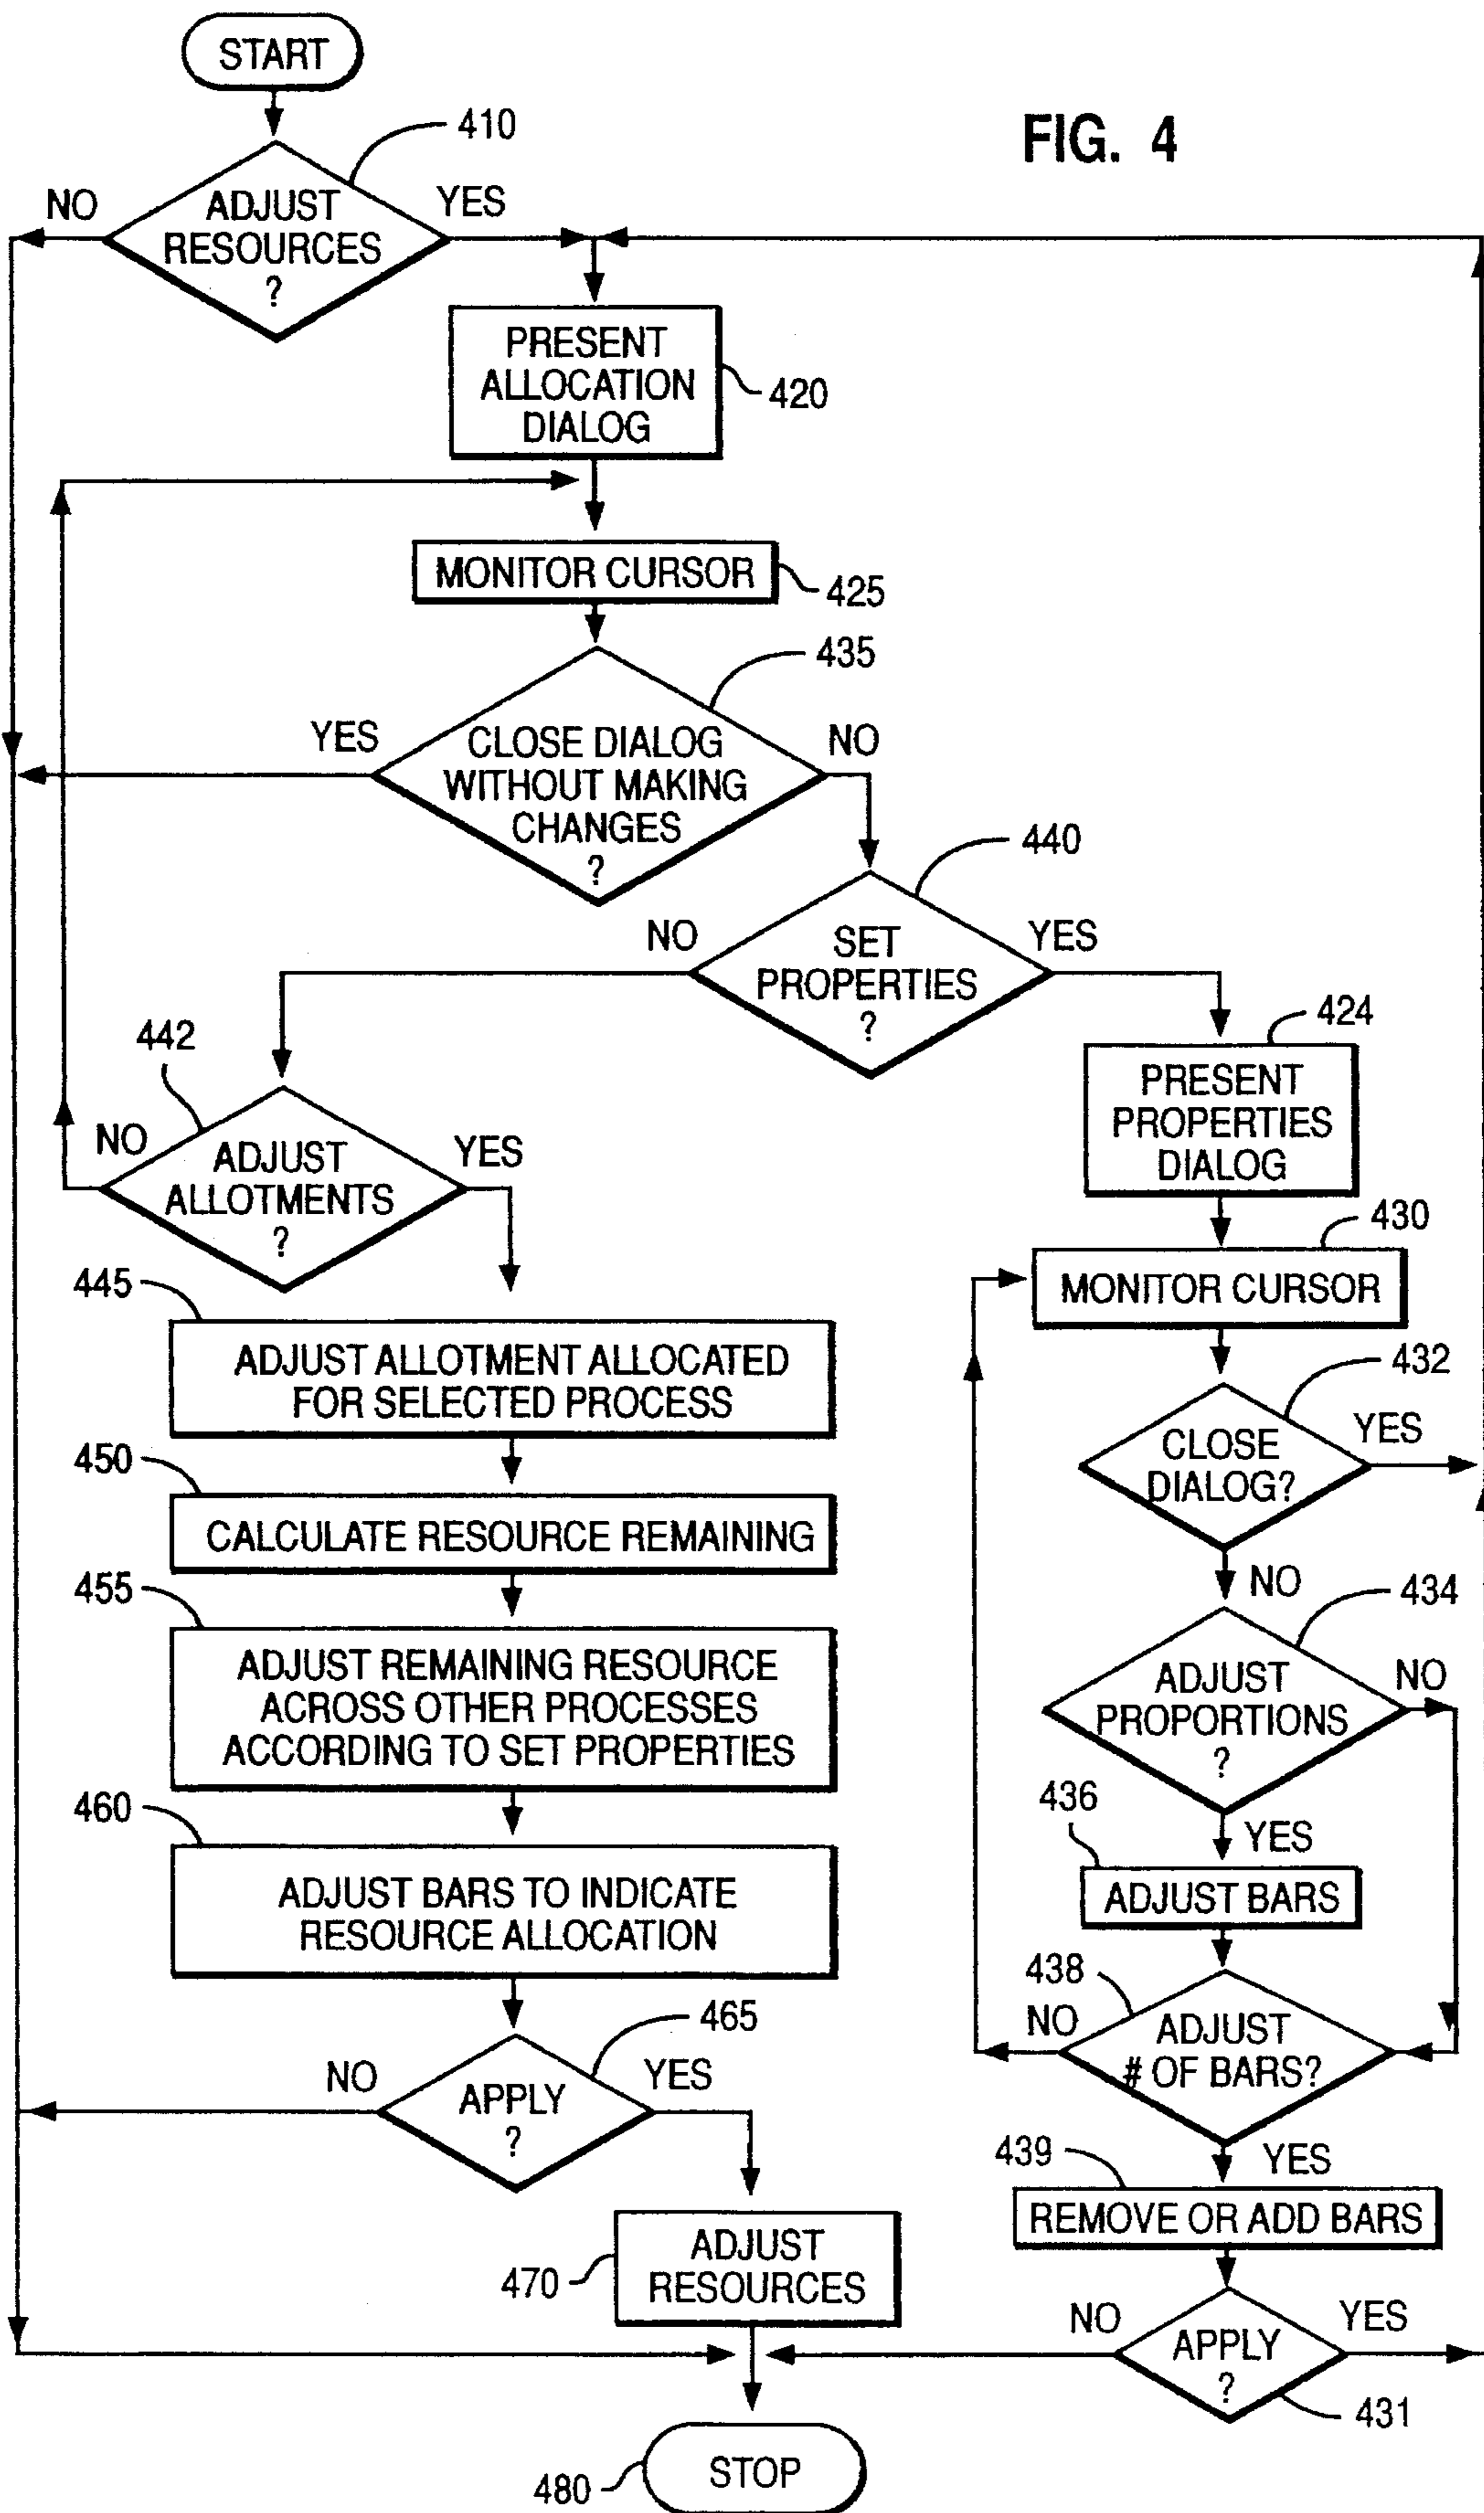 START
FIG. 4
410
NO
YES
ADJUST
RESOURCES
?
PRESENT
ALLOCATION
DIALOG
420
MONITOR CURSOR
425
435
YES
NO
CLOSE DIALOG
WITHOUT MAKING
CHANGES
?
440
NO
YES
SET
PROPERTIES
?
424
PRESENT
PROPERTIES
DIALOG
442
NO
YES
ADJUST
ALLOTMENTS
?
430
MONITOR CURSOR
445
ADJUST ALLOTMENT ALLOCATED
FOR SELECTED PROCESS
432
YES
CLOSE
DIALOG?
NO
450
CALCULATE RESOURCE REMAINING
455
ADJUST REMAINING RESOURCE
ACROSS OTHER PROCESSES
ACCORDING TO SET PROPERTIES
434
NO
ADJUST
PROPORTIONS
?
YES
436
ADJUST BARS
460
ADJUST BARS TO INDICATE
RESOURCE ALLOCATION
438
NO
ADJUST
# OF BARS?
YES
465
NO
YES
APPLY
?
439
REMOVE OR ADD BARS
470
ADJUST
RESOURCES
NO
YES
APPLY
?
431
STOP
480